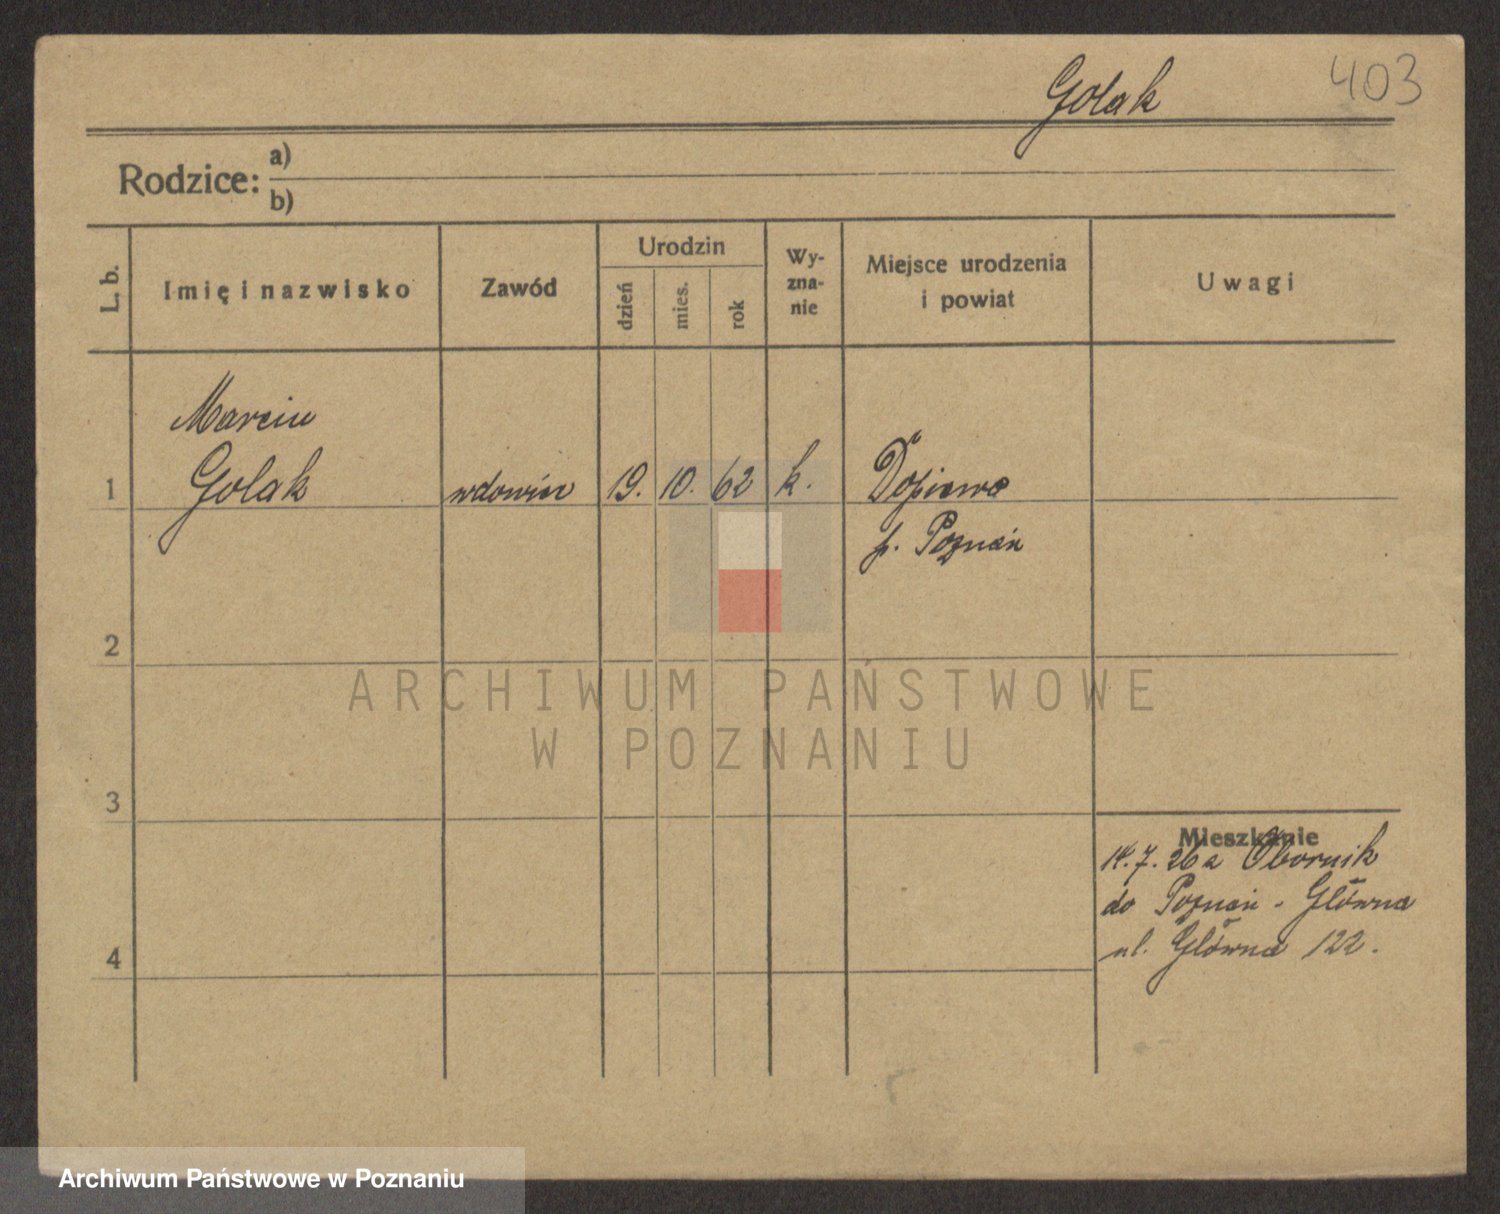 Golak 403
Rodzice: a)
b)
L. b. Imię i nazwisko Zawód Urodzin dzień mies. rok Wy-zna-nie Miejsce urodzenia i powiat Uwagi
Marcin
1 Golak wdowiec 19. 10. 62 k. Dopiewo
p. Poznań
2
ARCHIWUM PAŃSTWOWE
W POZNANIU
3
Mieszkanie
14.7.26 z Obornik
do Poznań - Główna
4 ul. Główna 122.
Archiwum Państwowe w Poznaniu